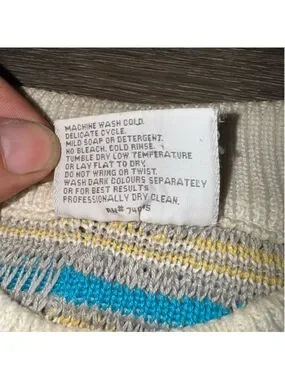 MACHINE WASH COLD.
DELICATE CYCLE.
MILD SOAP OR DETERGENT.
NO BLEACH. COLD RINSE.
TUMBLE DRY LOW TEMPERATURE
OR LAY FLAT TO DRY.
DO NOT WRING OR TWIST.
WASH DARK COLOURS SEPARATELY
OR FOR BEST RESULTS
PROFESSIONALLY DRY CLEAN.